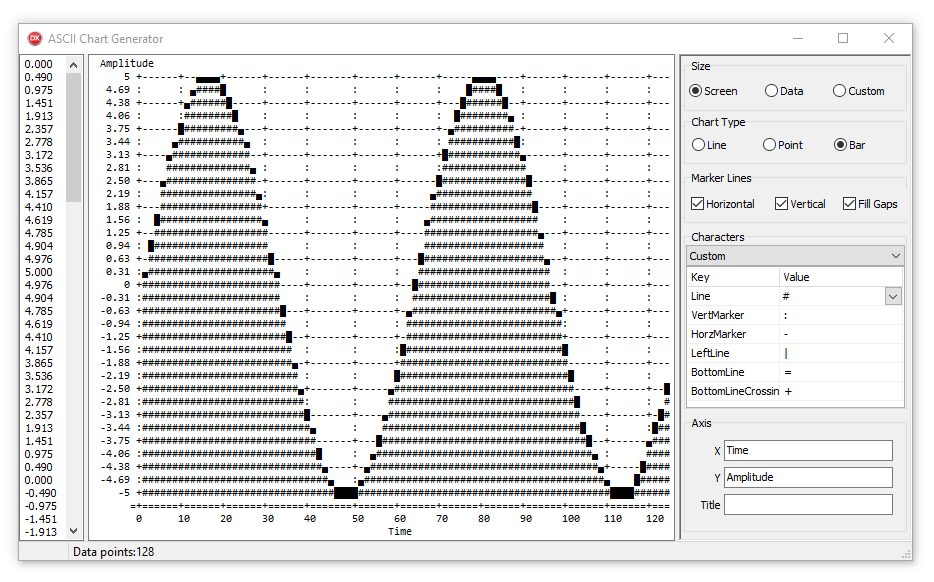 DX ASCII Chart Generator
0.000
0.490
0.975
1.451
1.913
2.357
2.778
3.172
3.536
3.865
4.157
4.410
4.619
4.785
4.904
4.976
5.000
4.976
4.904
4.785
4.619
4.410
4.157
3.865
3.536
3.172
2.778
2.357
1.913
1.451
0.975
0.490
0.000
-0.490
-0.975
-1.451
-1.913
Amplitude
5
4.69
4.38
4.06
3.75
3.44
3.13
2.81
2.50
2.19
1.88
1.56
1.25
0.94
0.63
0.31
0
-0.31
-0.63
-0.94
-1.25
-1.56
-1.88
-2.19
-2.50
-2.81
-3.13
-3.44
-3.75
-4.06
-4.38
-4.69
-5
0 10 20 30 40 50 60 70 80 90 100 110 120
Time
Size
Screen Data Custom
Chart Type
Line Point Bar
Marker Lines
Horizontal Vertical Fill Gaps
Characters
Custom
Key Value
Line #
VertMarker :
HorzMarker -
LeftLine |
BottomLine =
BottomLineCrossin +
Axis
X Time
Y Amplitude
Title
Data points:128